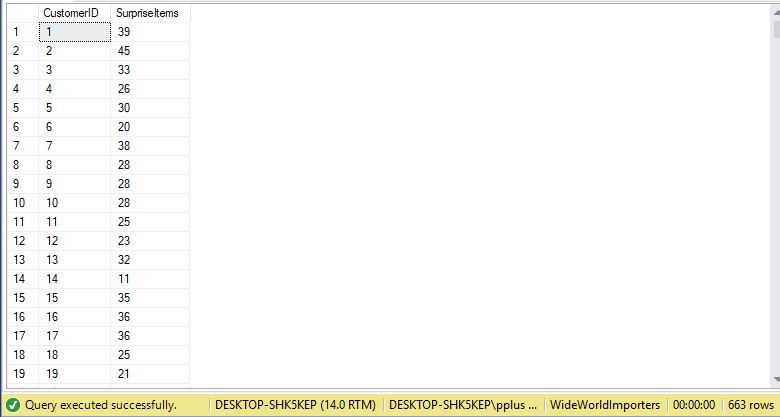 CustomerID SurpriseItems
1 1 39
2 2 45
3 3 33
4 4 26
5 5 30
6 6 20
7 7 38
8 8 28
9 9 28
10 10 28
11 11 25
12 12 23
13 13 32
14 14 11
15 15 35
16 16 36
17 17 36
18 18 25
19 19 21
Query executed successfully. DESKTOP-SHK5KEP (14.0 RTM) DESKTOP-SHK5KEP\pplus ... WideWorldImporters 00:00:00 663 rows